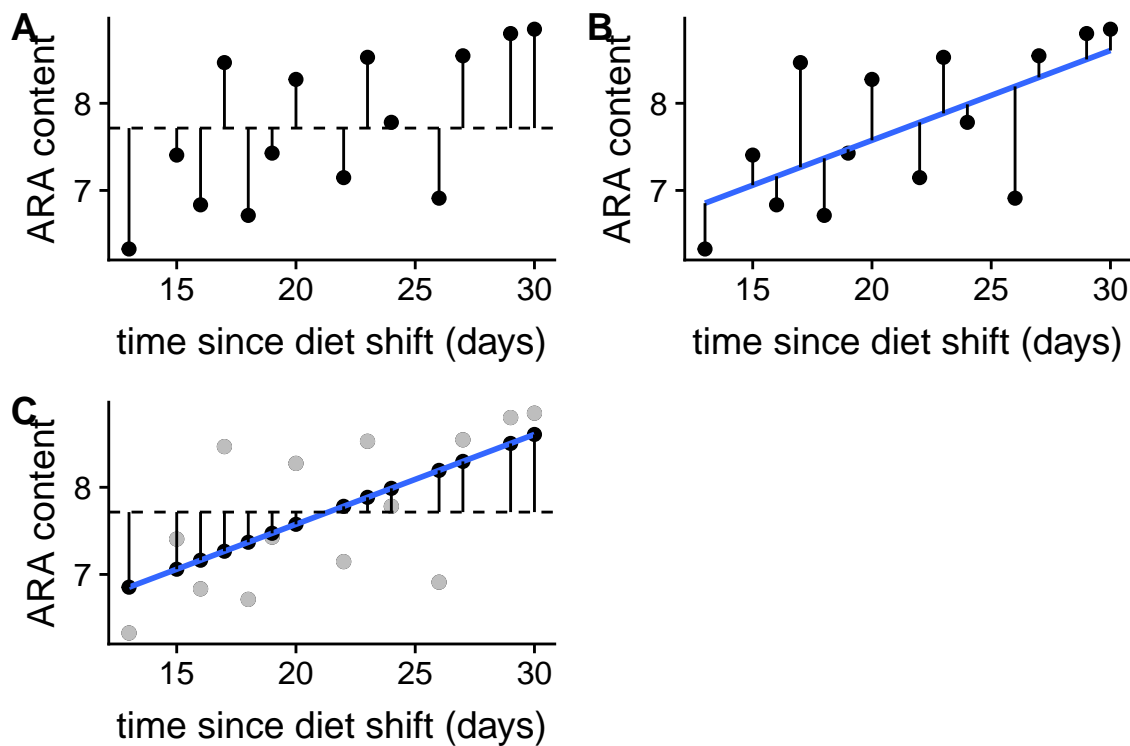 A
ARA content
8
7
15 20 25 30
time since diet shift (days)
B
ARA content
8
7
15 20 25 30
time since diet shift (days)
C
ARA content
8
7
15 20 25 30
time since diet shift (days)